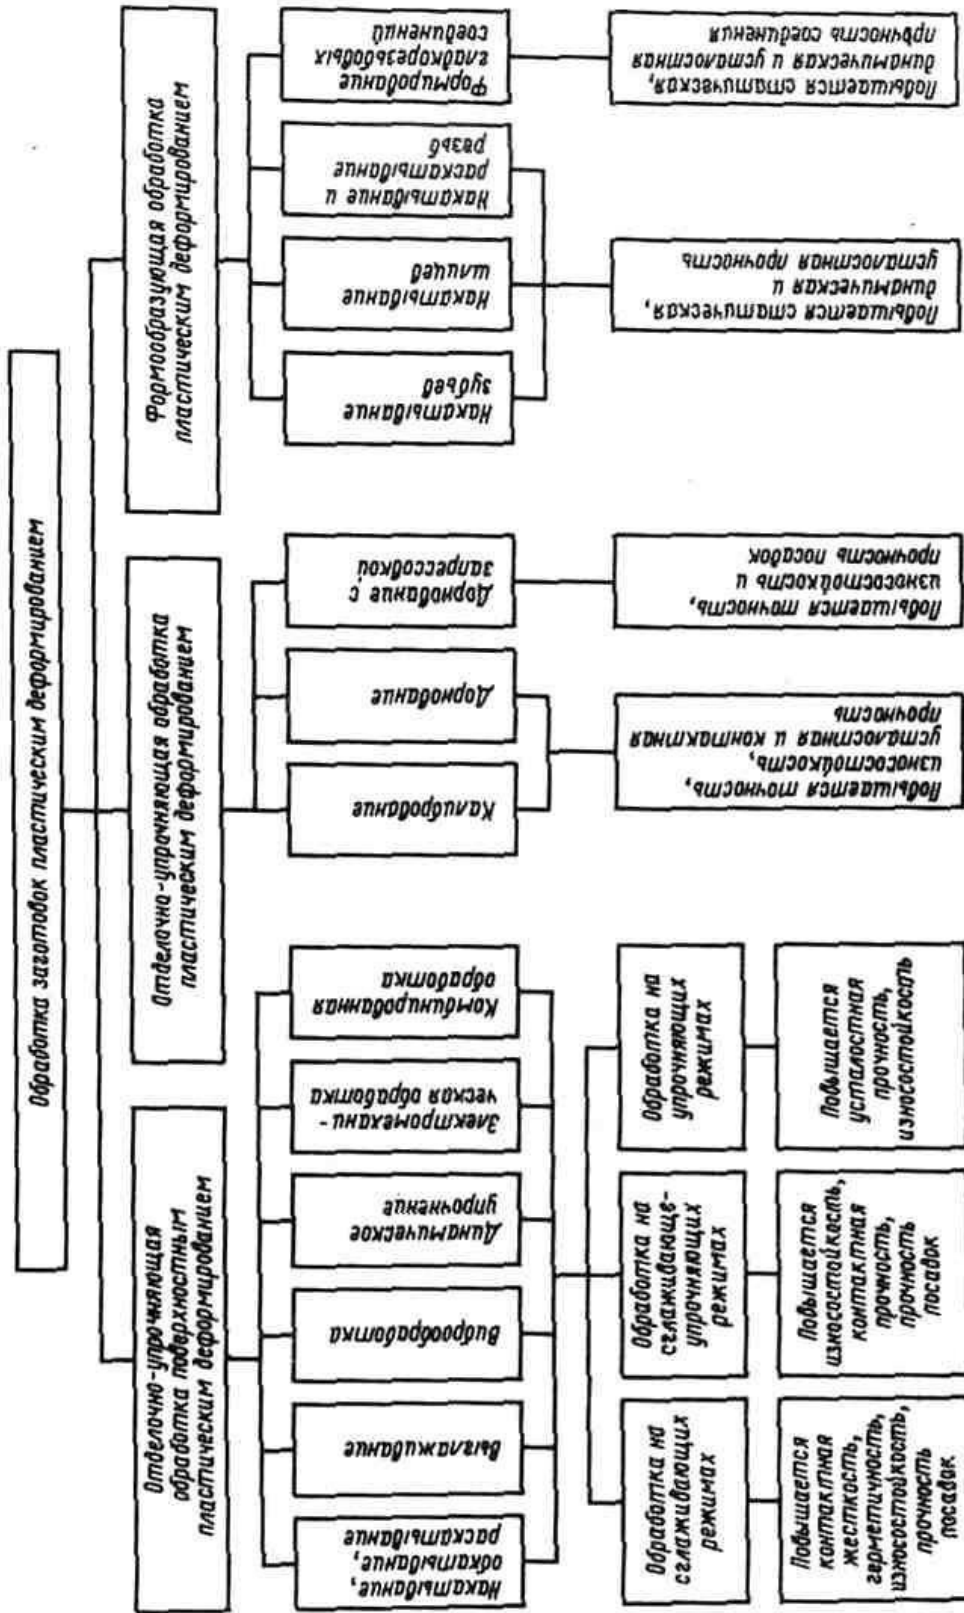 Обработка заготовок пластическим деформированием
Отделочно-упрочняющая
обработка поверхностным
пластическим деформированием
Отделочно-упрочняющая обработка
пластическим деформированием
Формообразующая обработка
пластическим деформированием
Накатывание,
обкатывание,
раскатывание
Выглаживание
Виброобработка
Динамическое
упрочнение
Электромехани-
ческая обработка
Комбинированная
обработка
Калибрование
Дорнование
Дорнование с
запрессовкой
Накатывание
зубьев
Накатывание
шлицев
Накатывание и
раскатывание
резьб
Формирование
гладкорезьбовых
соединений
Обработка на
сглаживающих
режимах
Обработка на
сглаживающе-
упрочняющих
режимах
Обработка на
упрочняющих
режимах
Повышается точность,
износостойкость,
усталостная и контактная
прочность
Повышается точность,
износостойкость и
прочность посадок
Повышается статическая,
динамическая и
усталостная прочность
Повышается статическая,
динамическая и усталостная
прочность соединения
Повышается
контактная
жесткость,
герметичность,
износостойкость,
прочность
посадок
Повышается
износостойкость,
контактная
прочность,
прочность
посадок
Повышается
усталостная
прочность,
износостойкость